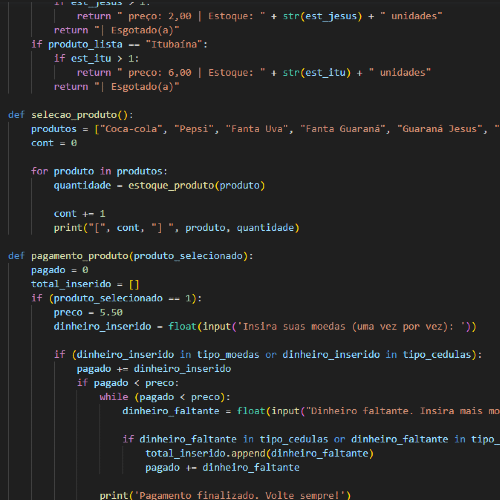 if est_jesus > 1:
return " preço: 2,00 | Estoque: " + str(est_jesus) + " unidades"
return "| Esgotado(a)"
if produto_lista == "Itubaína":
if est_itu > 1:
return " preço: 6,00 | Estoque: " + str(est_itu) + " unidades"
return "| Esgotado(a)"
def selecao_produto():
produtos = ["Coca-cola", "Pepsi", "Fanta Uva", "Fanta Guaraná", "Guaraná Jesus", "
cont = 0
for produto in produtos:
quantidade = estoque_produto(produto)
cont += 1
print("[", cont, "] ", produto, quantidade)
def pagamento_produto(produto_selecionado):
pagado = 0
total_inserido = []
if (produto_selecionado == 1):
preco = 5.50
dinheiro_inserido = float(input('Insira suas moedas (uma vez por vez): '))
if (dinheiro_inserido in tipo_moedas or dinheiro_inserido in tipo_cedulas):
pagado += dinheiro_inserido
if pagado < preco:
while (pagado < preco):
dinheiro_faltante = float(input("Dinheiro faltante. Insira mais mo
if dinheiro_faltante in tipo_cedulas or dinheiro_faltante in tipo_
total_inserido.append(dinheiro_faltante)
pagado += dinheiro_faltante
print('Pagamento finalizado. Volte sempre!')